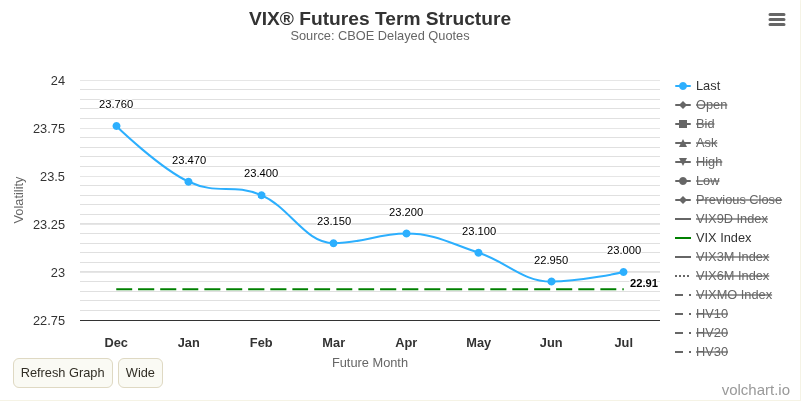 VIX® Futures Term Structure
Source: CBOE Delayed Quotes
Volatility
24
23.75
23.5
23.25
23
22.75
23.760
23.470
23.400
23.150
23.200
23.100
22.950
23.000
22.91
Dec Jan Feb Mar Apr May Jun Jul
Future Month
Last
Open
Bid
Ask
High
Low
Previous Close
VIX9D Index
VIX Index
VIX3M Index
VIX6M Index
VIXMO Index
HV10
HV20
HV30
Refresh Graph Wide
volchart.io